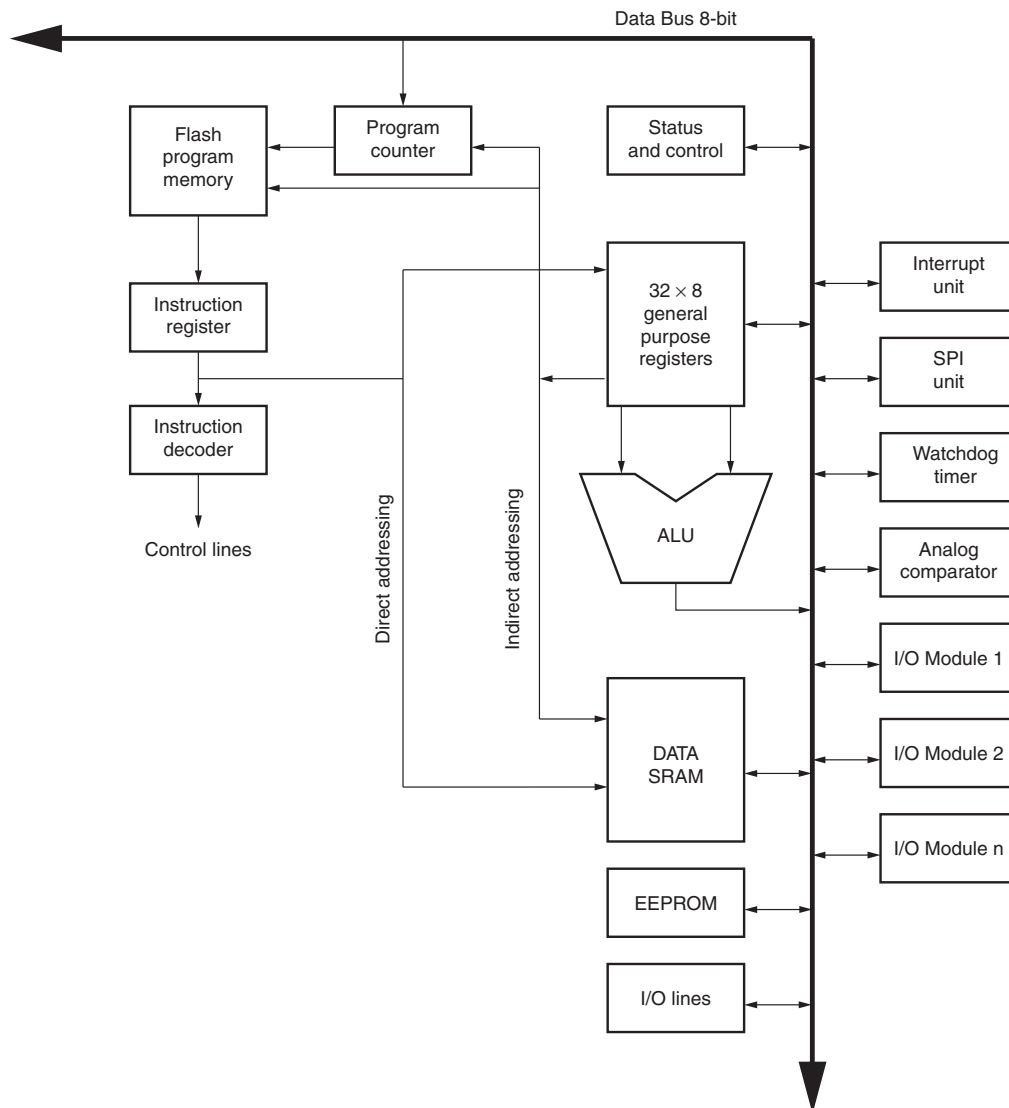 Data Bus 8-bit
Flash
program
memory
Program
counter
Status
and control
Instruction
register
32 × 8
general
purpose
registers
Interrupt
unit
SPI
unit
Instruction
decoder
Watchdog
timer
Control lines
Direct addressing
Indirect addressing
ALU
Analog
comparator
I/O Module 1
DATA
SRAM
I/O Module 2
I/O Module n
EEPROM
I/O lines